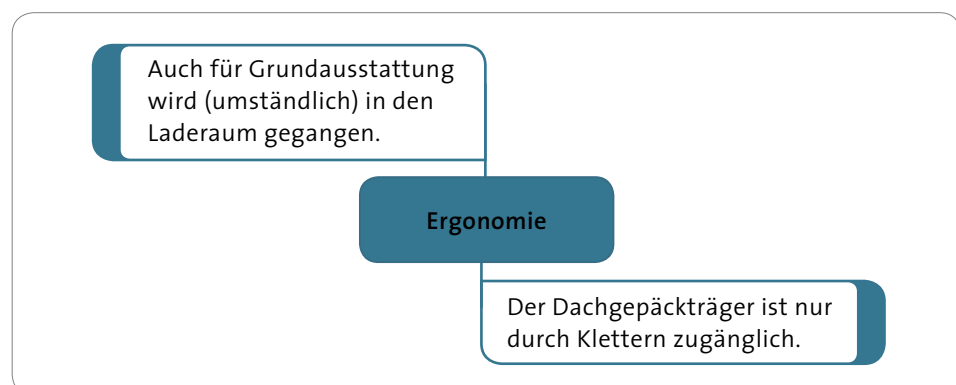 Auch für Grundausstattung
wird (umständlich) in den
Laderaum gegangen.
Ergonomie
Der Dachgepäckträger ist nur
durch Klettern zugänglich.